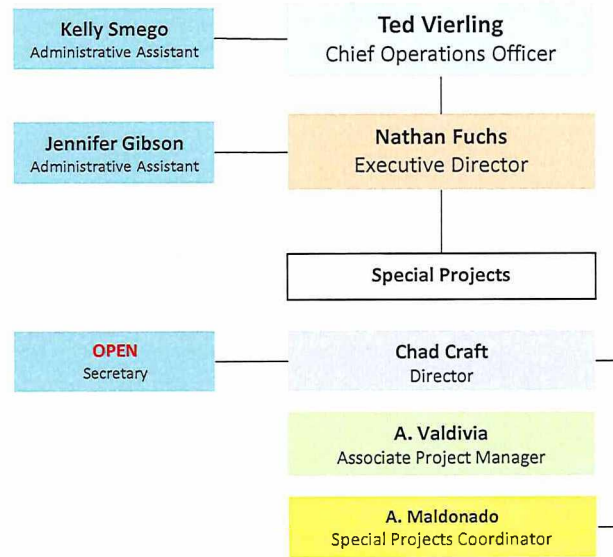 Kelly Smego
Administrative Assistant
Ted Vierling
Chief Operations Officer
Jennifer Gibson
Administrative Assistant
Nathan Fuchs
Executive Director
Special Projects
OPEN
Secretary
Chad Craft
Director
A. Valdivia
Associate Project Manager
A. Maldonado
Special Projects Coordinator